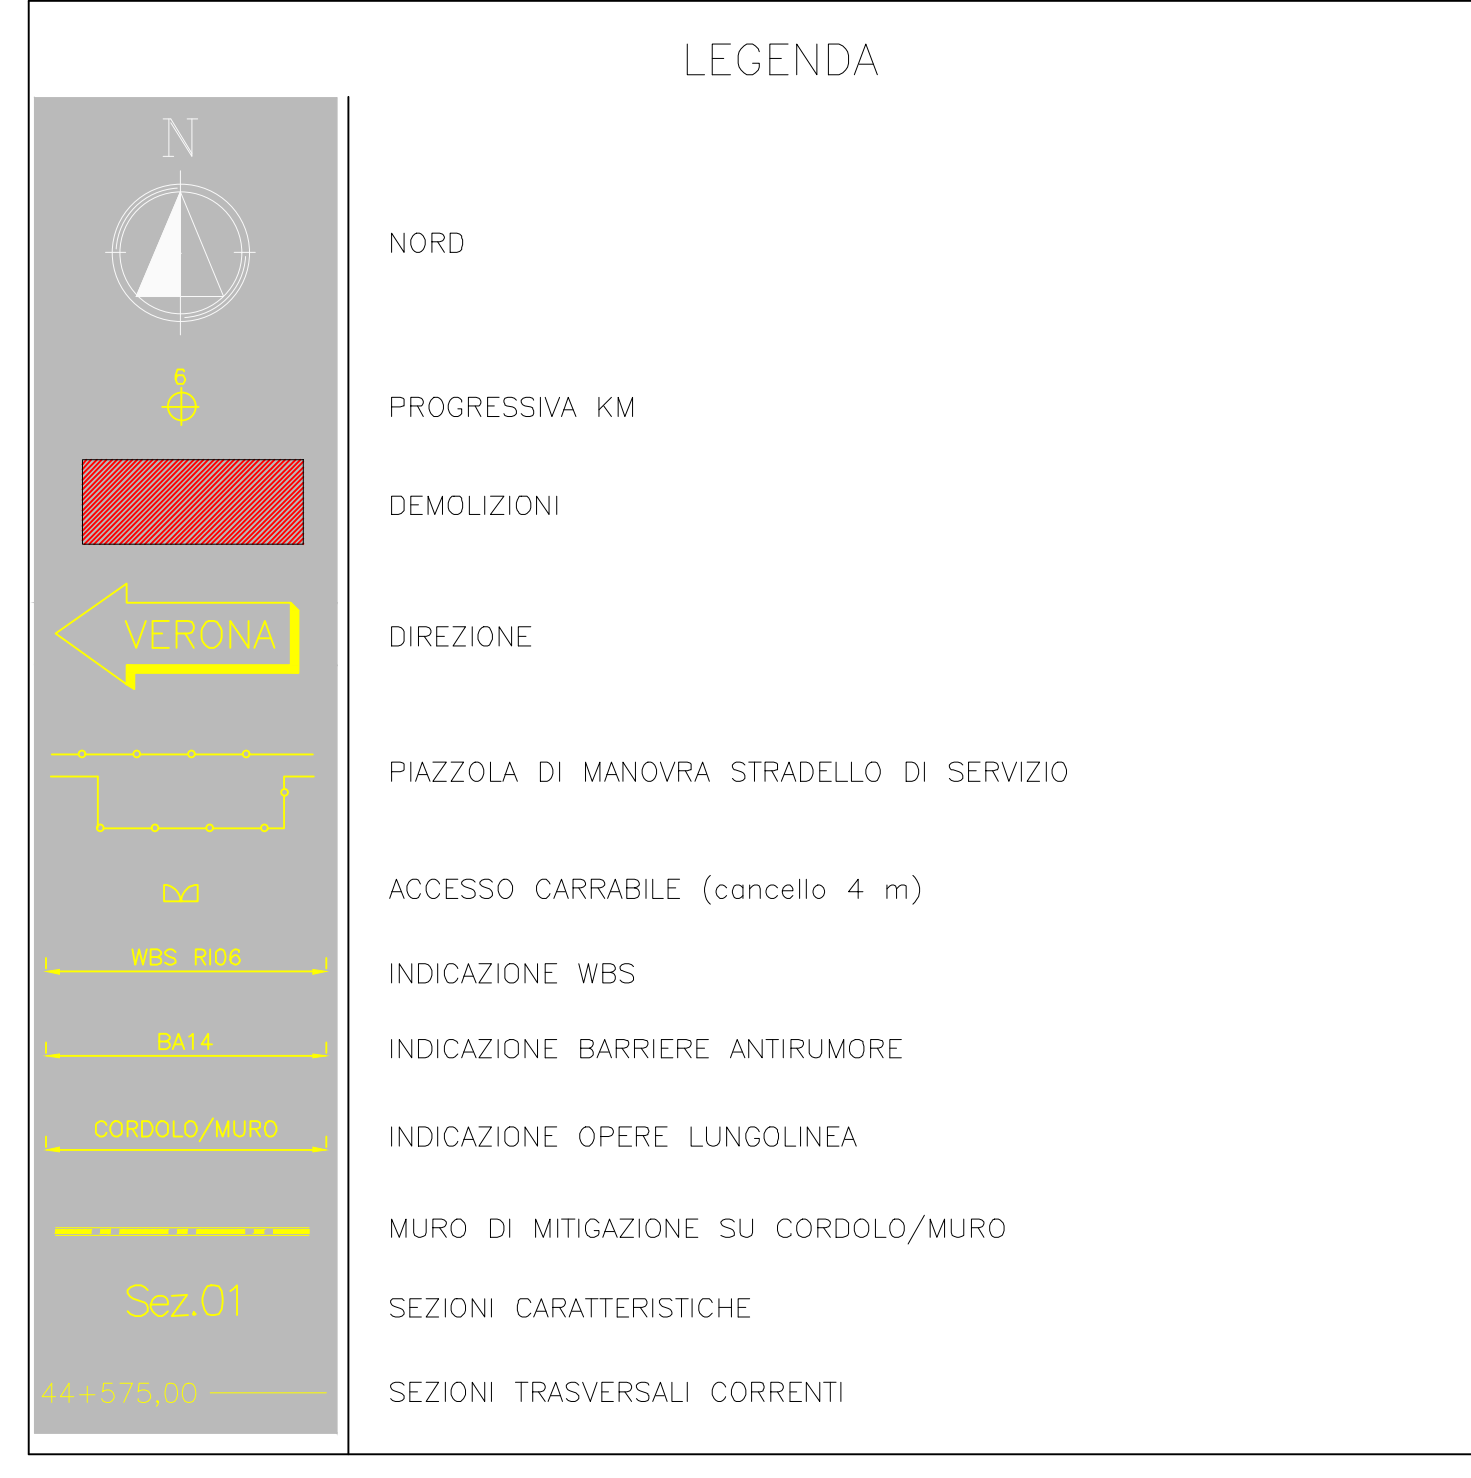 LEGENDA
N
NORD
6
PROGRESSIVA KM
DEMOLIZIONI
VERONA
DIREZIONE
PIAZZOLA DI MANOVRA STRADELLO DI SERVIZIO
ACCESSO CARRABILE (cancello 4 m)
WBS RI06
INDICAZIONE WBS
BA14
INDICAZIONE BARRIERE ANTIRUMORE
CORDOLO/MURO
INDICAZIONE OPERE LUNGOLINEA
MURO DI MITIGAZIONE SU CORDOLO/MURO
Sez.01
SEZIONI CARATTERISTICHE
44+575,00
SEZIONI TRASVERSALI CORRENTI